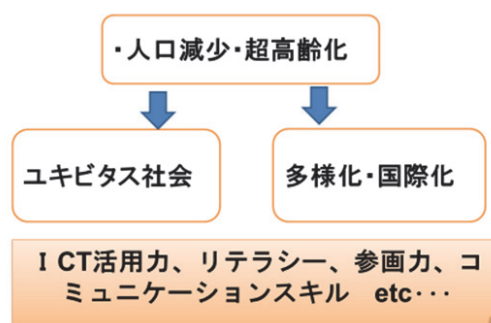 ・人口減少・超高齢化
ユキビタス社会
多様化・国際化
ＩCT活用力、リテラシー、参画力、コ
ミュニケーションスキル　etc・・・